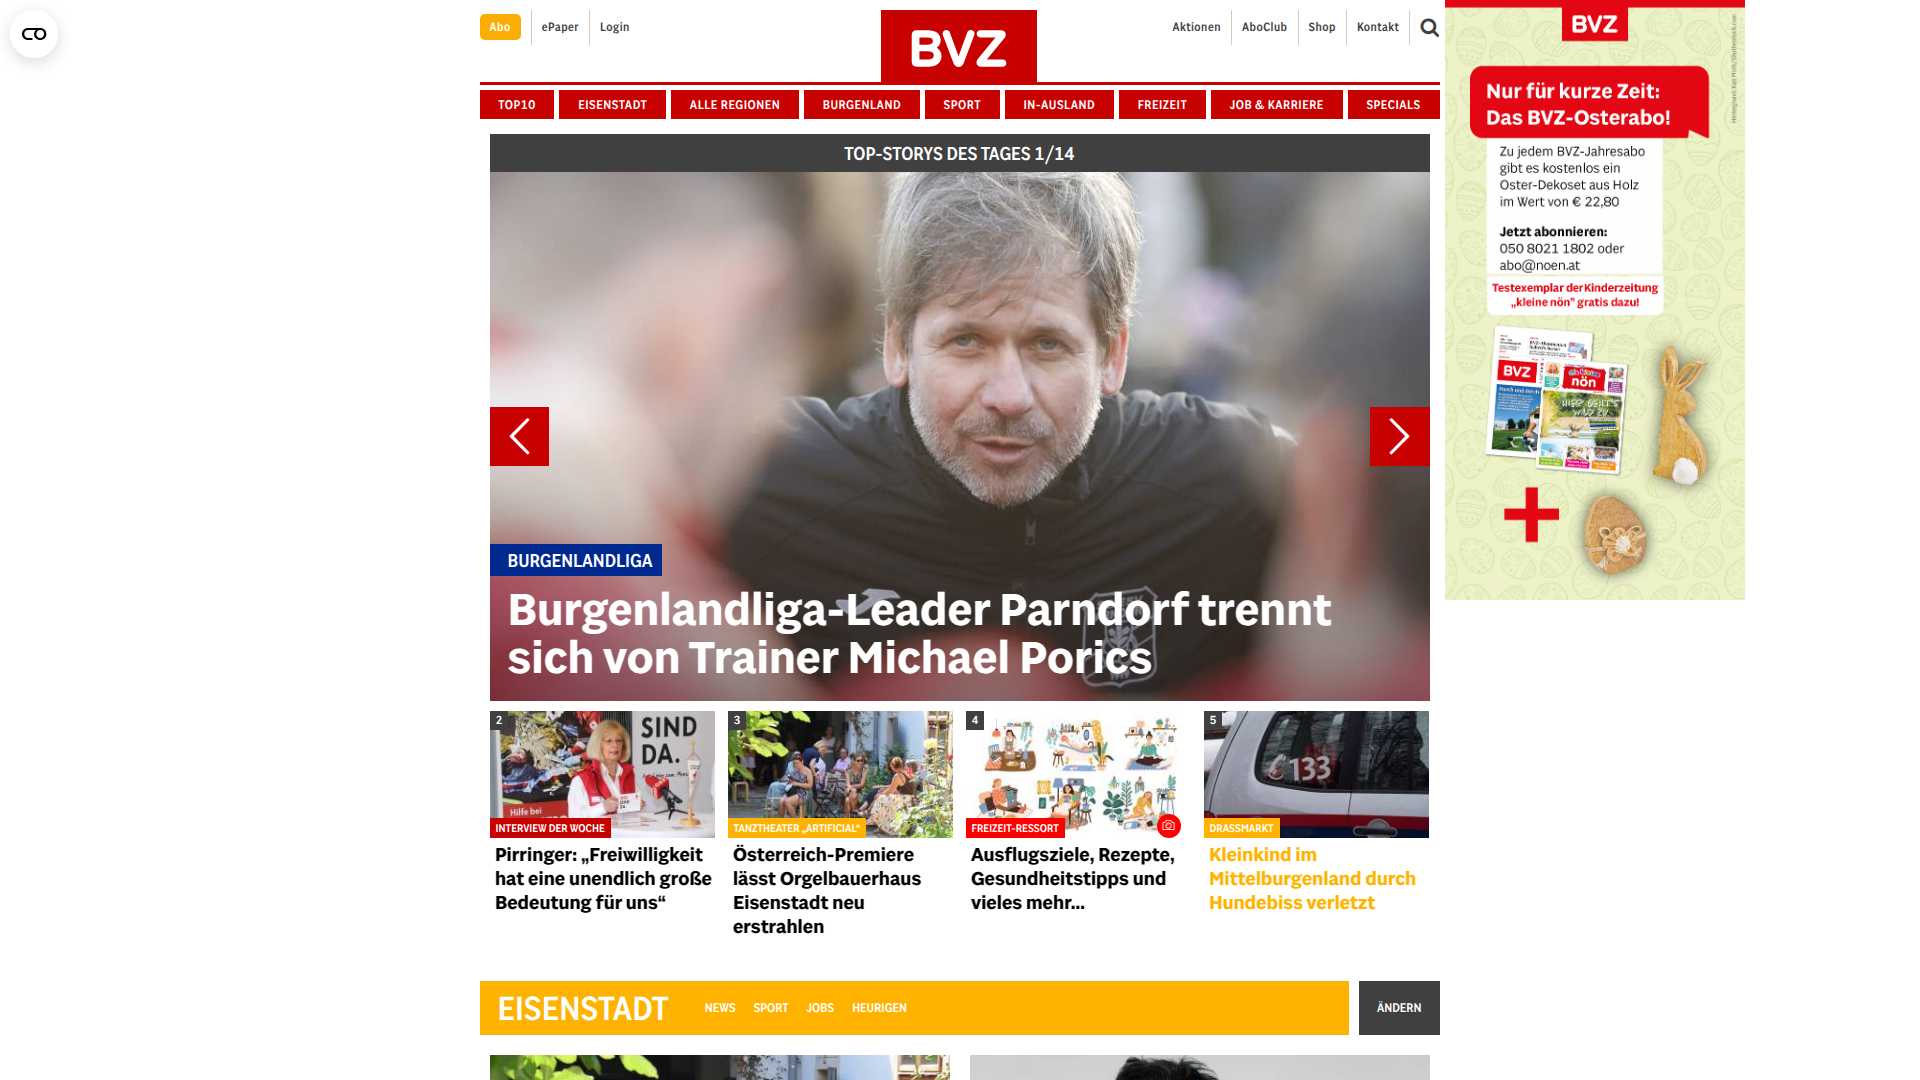 Abo
ePaper
Login
BVZ
Aktionen
AboClub
Shop
Kontakt
TOP10
EISENSTADT
ALLE REGIONEN
BURGENLAND
SPORT
IN-AUSLAND
FREIZEIT
JOB & KARRIERE
SPECIALS
TOP-STORYS DES TAGES 1/14
BURGENLANDLIGA
Burgenlandliga-Leader Parndorf trennt
sich von Trainer Michael Porics
2
SIND
DA.
Hilfe bei
INTERVIEW DER WOCHE
Pirringer: „Freiwilligkeit
hat eine unendlich große
Bedeutung für uns“
3
TANZTHEATER „ARTIFICIAL“
Österreich-Premiere
lässt Orgelbauerhaus
Eisenstadt neu
erstrahlen
4
FREIZEIT-RESSORT
Ausflugsziele, Rezepte,
Gesundheitstipps und
vieles mehr...
5
133
DRASSMARKT
Kleinkind im
Mittelburgenland durch
Hundebiss verletzt
EISENSTADT
NEWS
SPORT
JOBS
HEURIGEN
ÄNDERN
BVZ
Nur für kurze Zeit:
Das BVZ-Osterabo!
Zu jedem BVZ-Jahresabo
gibt es kostenlos ein
Oster-Dekoset aus Holz
im Wert von € 22,80
Jetzt abonnieren:
050 8021 1802 oder
abo@noen.at
Testexemplar der Kinderzeitung
„kleine nön" gratis dazu!
BVZ
nön